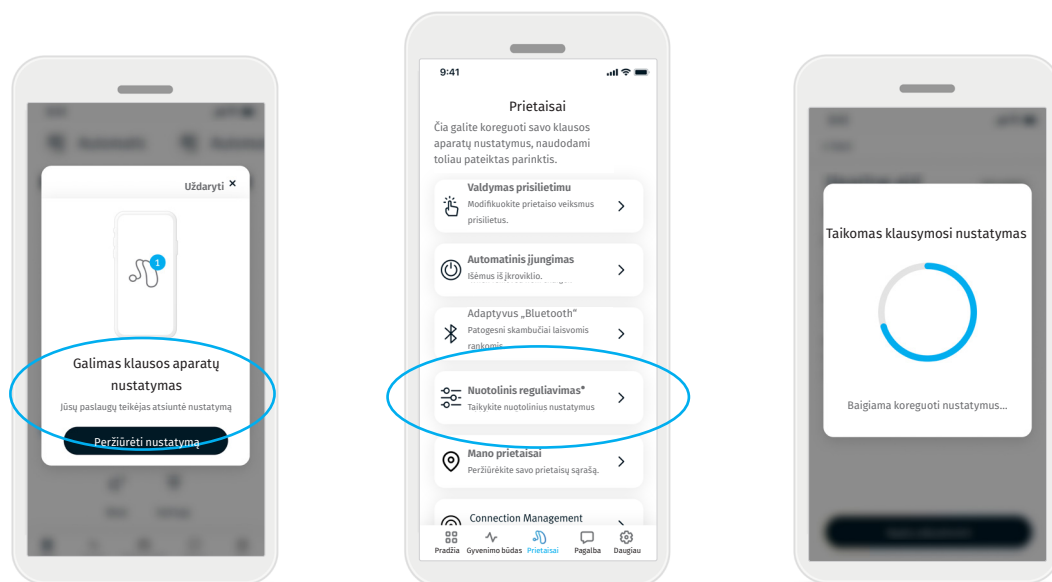 Uždaryti ×
1
Galimas klausos aparatų
nustatymas
Jūsų paslaugų teikėjas atsiuntė nustatymą
Peržiūrėti nustatymą
9:41
Prietaisai
Čia galite koreguoti savo klausos
aparatų nustatymus, naudodami
toliau pateiktas parinktis.
Valdymas prisilietimu
Modifikuokite prietaiso veiksmus
prisilietus.
Automatinis įjungimas
Išėmus iš įkroviklio.
Adaptyvus „Bluetooth“
Patogesni skambučiai laisvomis
rankomis
Nuotolinis reguliavimas*
Taikykite nuotolinius nustatymus
Mano prietaisai
Peržiūrėkite savo prietaisų sąrašą.
Connection Management
Pradžia Gyvenimo būdas Prietaisai Pagalba Daugiau
Taikomas klausymosi nustatymas
Baigiama koreguoti nustatymus...